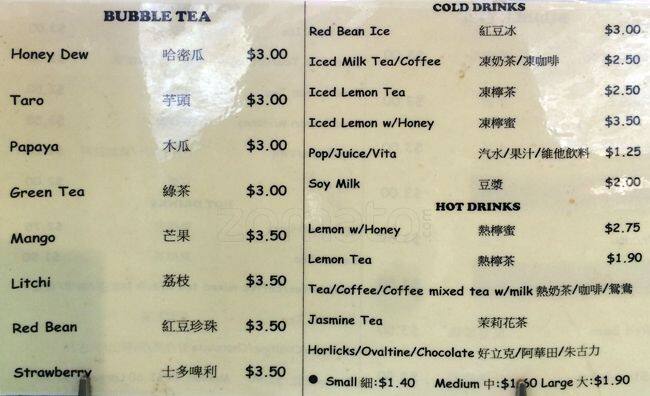 BUBBLE TEA
Honey Dew 哈密瓜 $3.00
Taro 芋頭 $3.00
Papaya 木瓜 $3.00
Green Tea 綠茶 $3.00
Mango 芒果 $3.50
Litchi 荔枝 $3.50
Red Bean 紅豆珍珠 $3.50
Strawberry 士多啤利 $3.50
COLD DRINKS
Red Bean Ice 紅豆冰 $3.00
Iced Milk Tea/Coffee 凍奶茶/凍咖啡 $2.50
Iced Lemon Tea 凍檸茶 $2.50
Iced Lemon w/Honey 凍檸蜜 $3.50
Pop/Juice/Vita 汽水/果汁/維他飲料 $1.25
Soy Milk 豆漿 $2.00
HOT DRINKS
Lemon w/Honey 熱檸蜜 $2.75
Lemon Tea 熱檸茶 $1.90
Tea/Coffee/Coffee mixed tea w/milk 熱奶茶/咖啡/鴛鴦
Jasmine Tea 茉莉花茶
Horlicks/Ovaltine/Chocolate 好立克/阿華田/朱古力
● Small 細:$1.40 Medium 中:$1.60 Large 大:$1.90
zomato.com